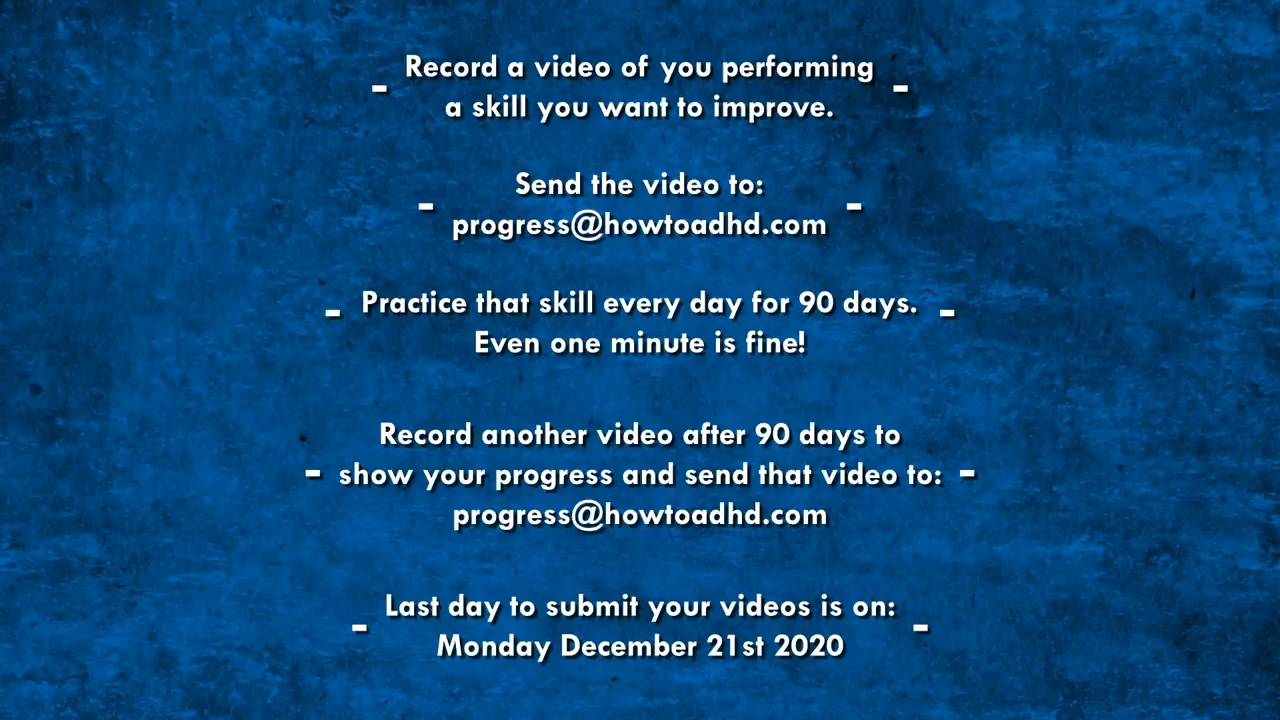 Record a video of you performing
a skill you want to improve.
Send the video to:
progress@howtoadhd.com
Practice that skill every day for 90 days.
Even one minute is fine!
Record another video after 90 days to
show your progress and send that video to:
progress@howtoadhd.com
Last day to submit your videos is on:
Monday December 21st 2020